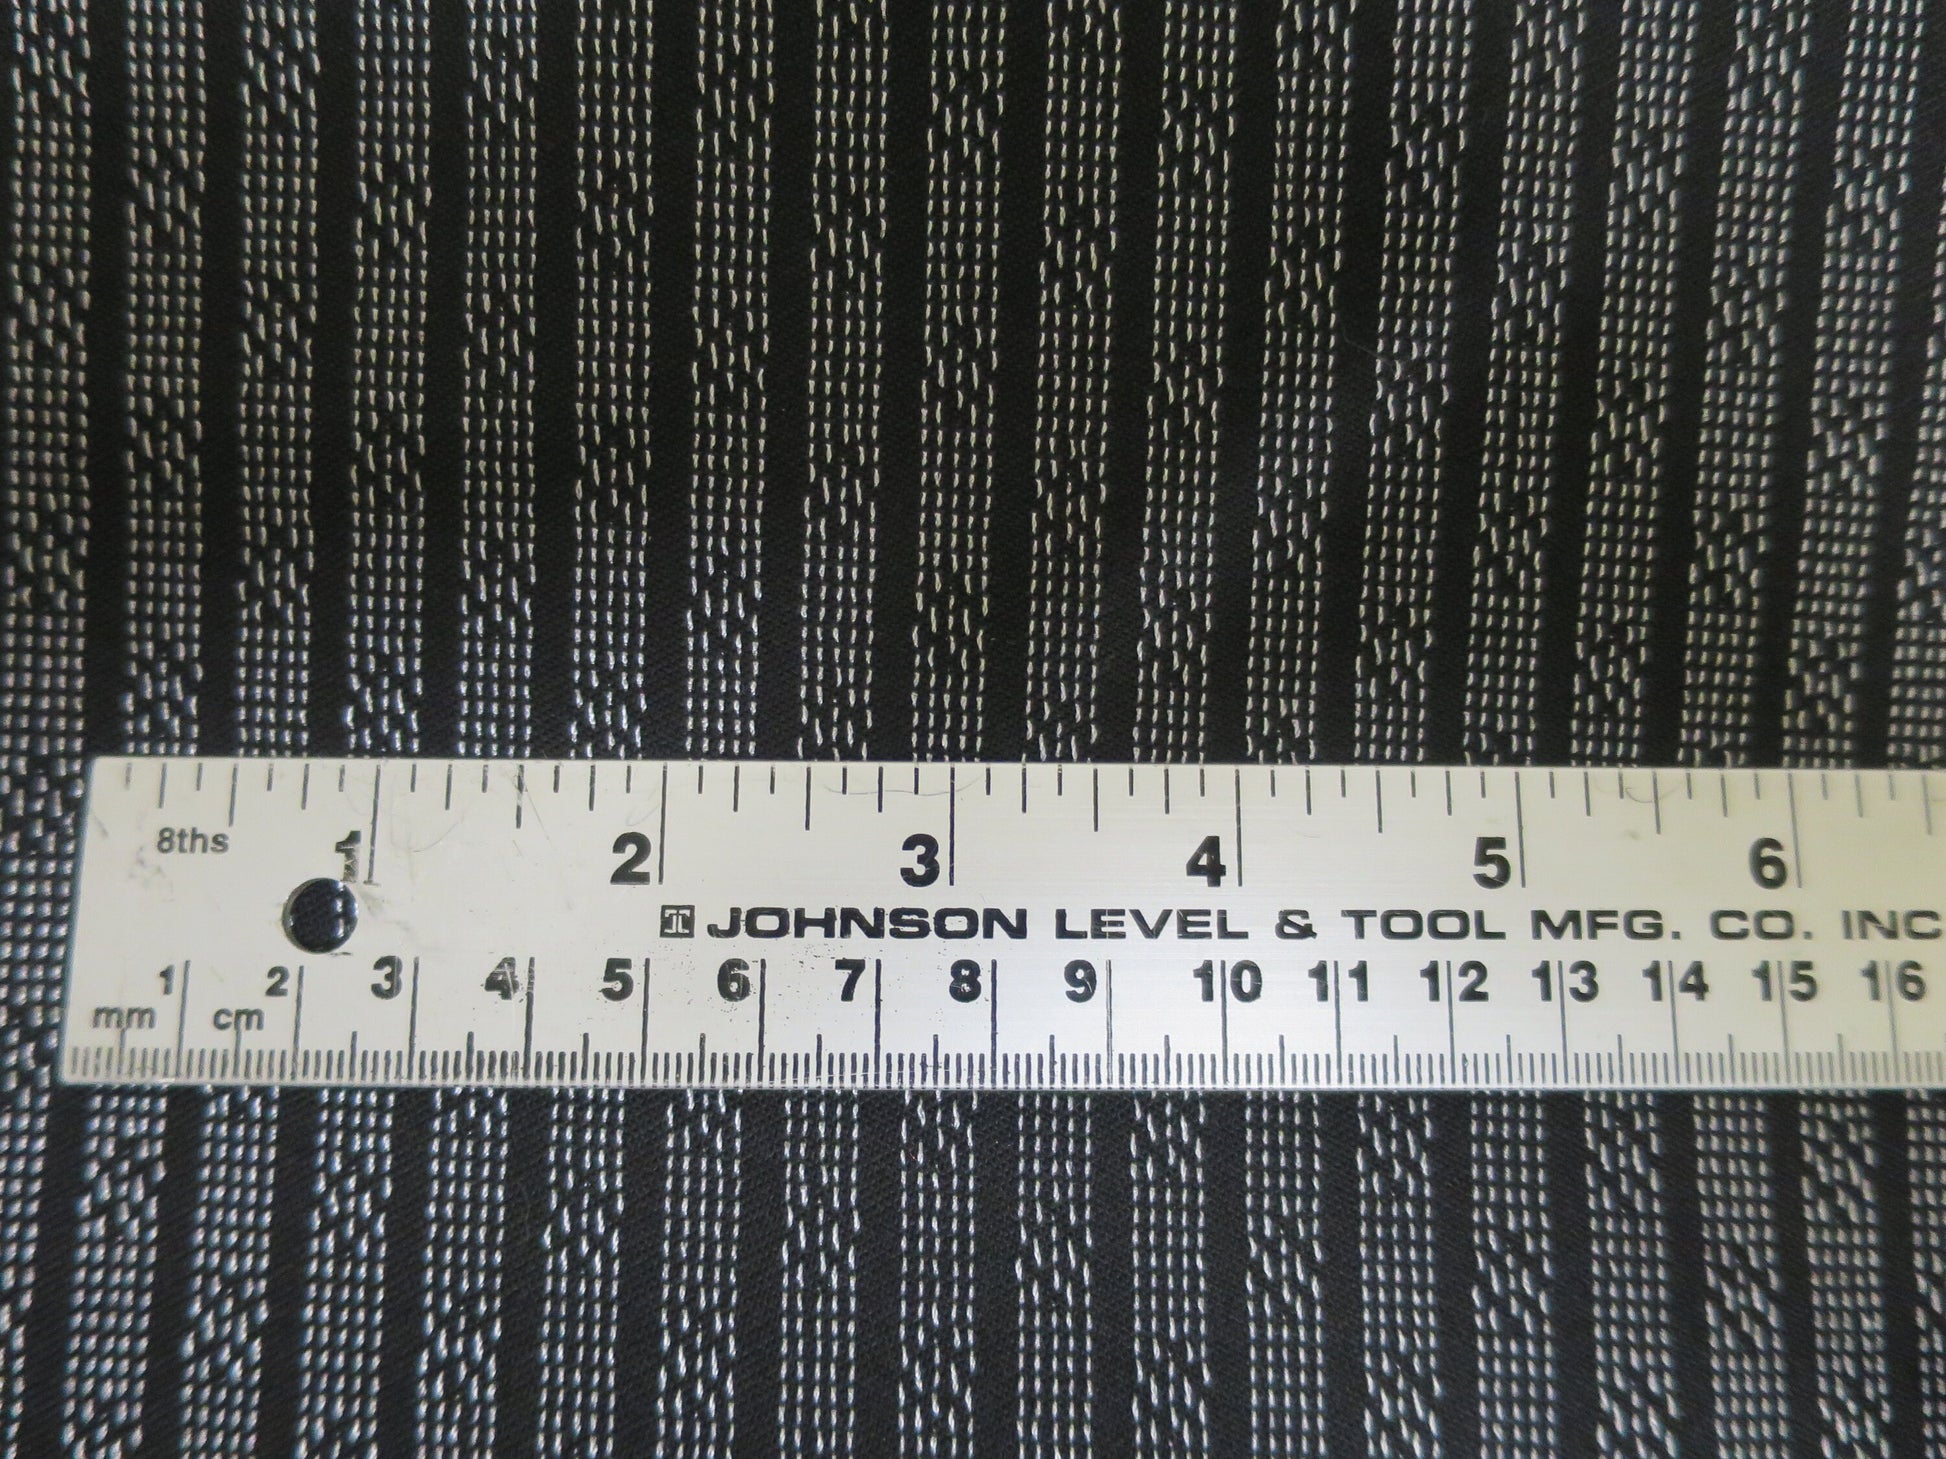 8ths
1 2 3 4 5 6
JOHNSON LEVEL & TOOL MFG. CO. INC
1 2 3 4 5 6 7 8 9 10 11 12 13 14 15 16
mm cm